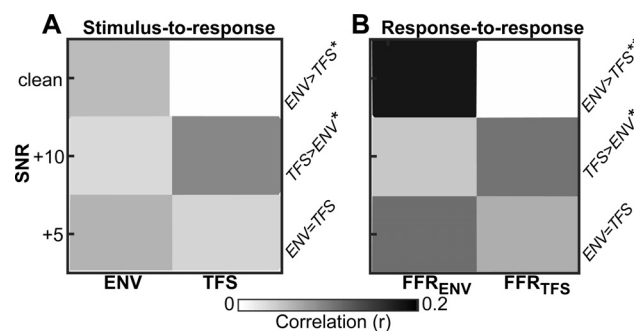 A Stimulus-to-response
B Response-to-response
SNR
clean
+10
+5
ENV>TFS*
TFS>ENV*
ENV=TFS
ENV>TFS*
TFS>ENV*
ENV=TFS
ENV
TFS
FFRENV
FFRTFS
0
0.2
Correlation (r)